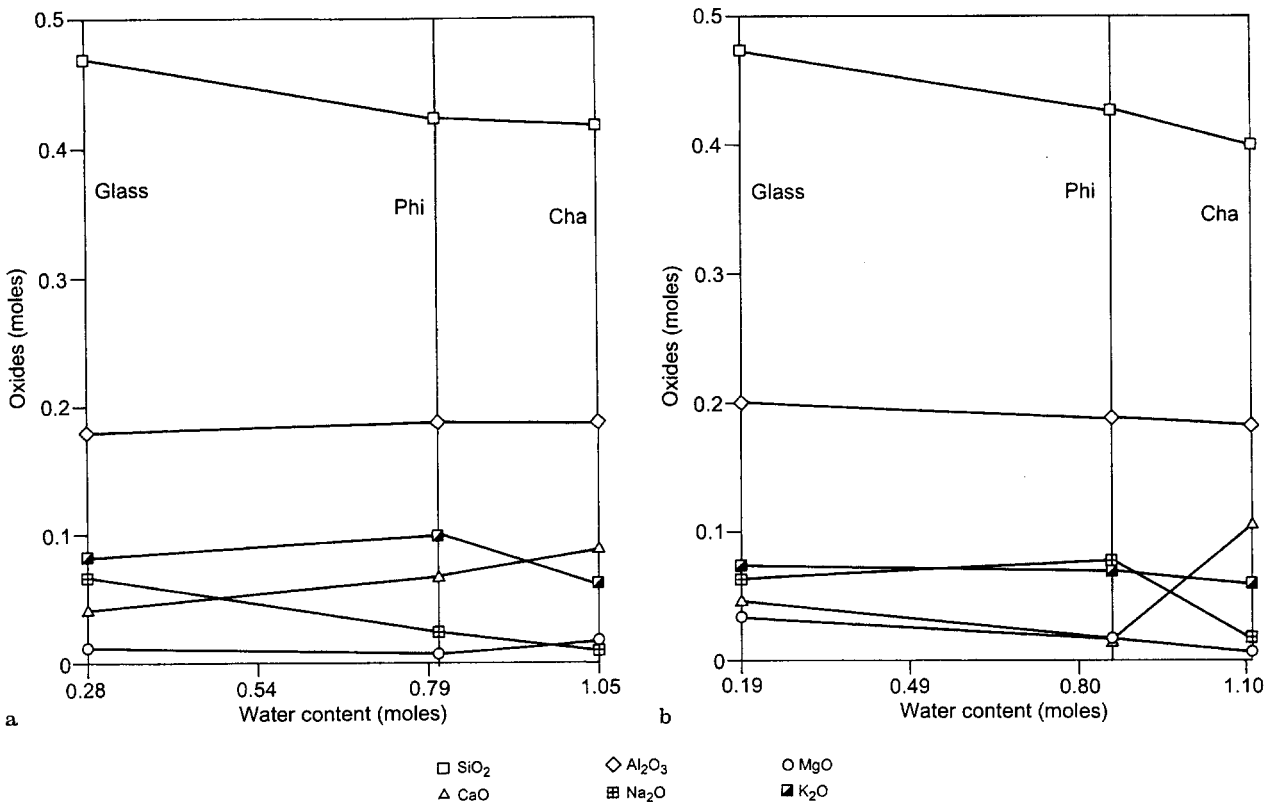 0.5
0.4
0.3
0.2
0.1
0
Oxides (moles)
Glass
Phi
Cha
0.28
0.54
0.79
1.05
Water content (moles)
a
0.5
0.4
0.3
0.2
0.1
0
Oxides (moles)
Glass
Phi
Cha
0.19
0.49
0.80
1.10
Water content (moles)
b
SiO₂
Al₂O₃
MgO
CaO
Na₂O
K₂O